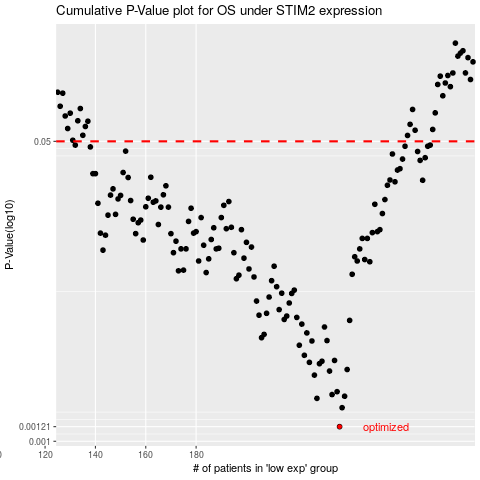 Cumulative P-Value plot for OS under STIM2 expression
P-Value(log10)
0.05
0.00121
0.001
optimized
0 120 140 160 180
# of patients in 'low exp' group